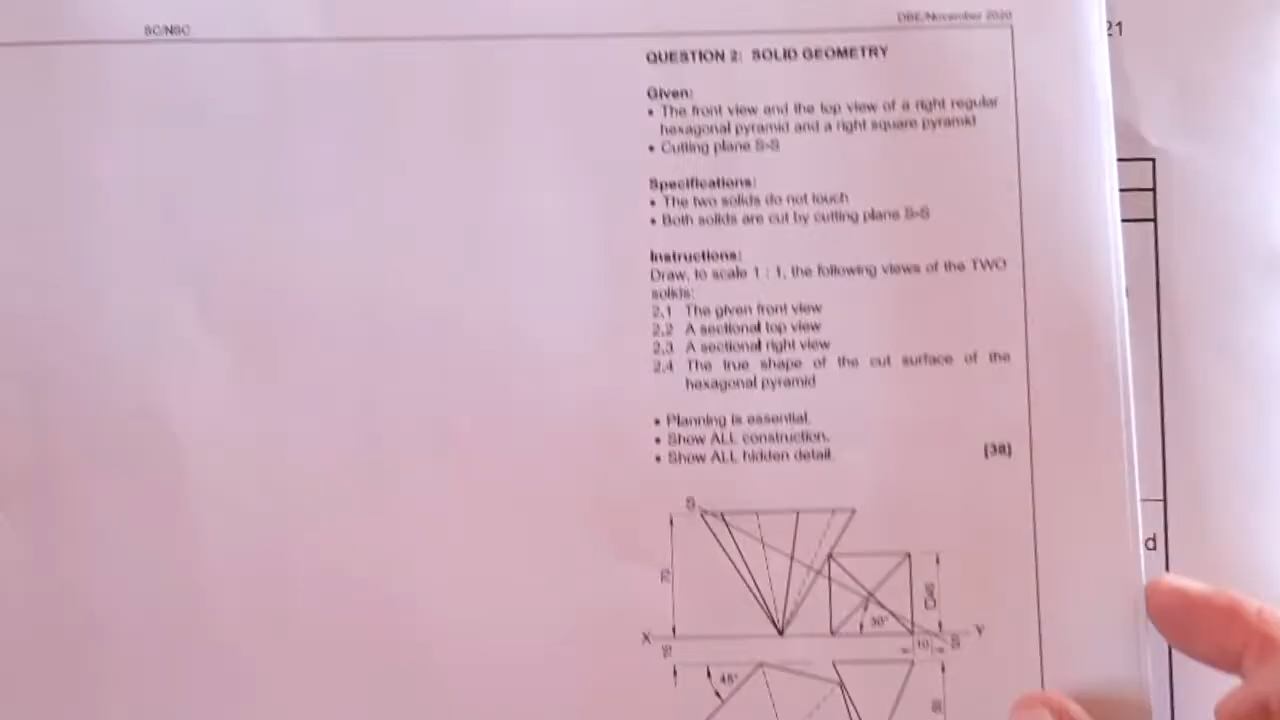 SC/NSC
DBE/November 2020
21
QUESTION 2: SOLID GEOMETRY
Given:
• The front view and the top view of a right regular
hexagonal pyramid and a right square pyramid
• Cutting plane S-S
Specifications:
• The two solids do not touch
• Both solids are cut by cutting plane S-S
Instructions:
Draw, to scale 1 : 1, the following views of the TWO
solids:
2.1 The given front view
2.2 A sectional top view
2.3 A sectional right view
2.4 The true shape of the cut surface of the
hexagonal pyramid
• Planning is essential.
• Show ALL construction.
• Show ALL hidden detail.
[38]
S
70
30°
X
Y
10
S
45°
d